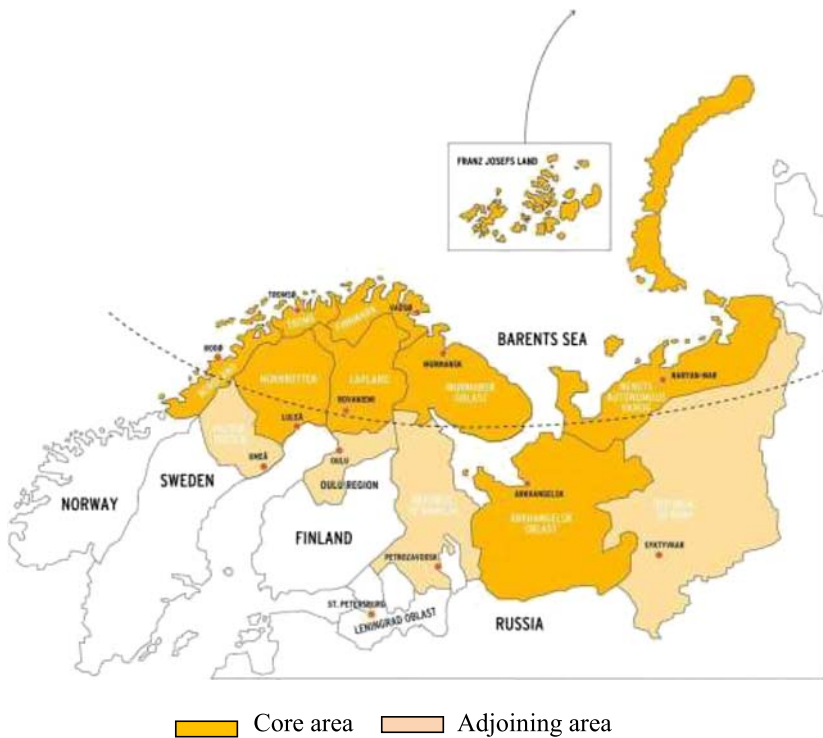 FRANZ JOSEFS LAND
TROMSØ
VADSØ
TROMS
FINNMARK
BARENTS SEA
BODØ
MURMANSK
NARYAN-MAR
NORRBOTTEN
LAPLAND
MURMANSK
OBLAST
NENETS
AUTONOMOUS
ROVANIEMI
LULEÅ
UMEÅ
OULU
SWEDEN
OULU REGION
NORWAY
ARKHANGELSK
ARKHANGELSK
OBLAST
FINLAND
SYKTYVKAR
PETROZAVODSK
ST. PETERSBURG
LENINGRAD OBLAST
RUSSIA
Core area
Adjoining area